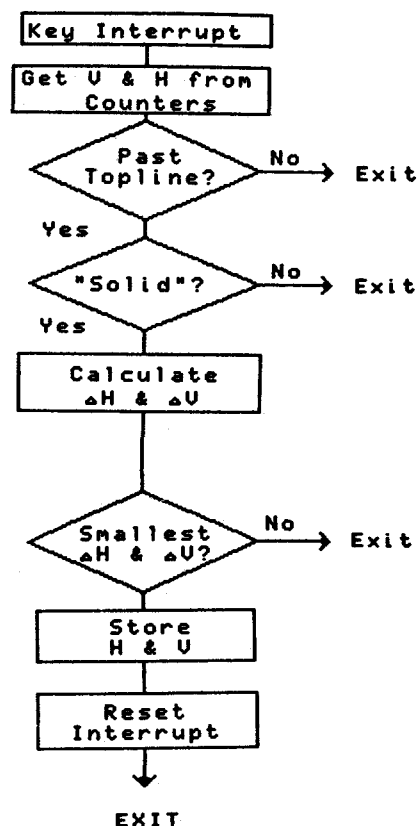 Key Interrupt
Get V & H from
Counters
Past
Topline?
No
Exit
Yes
"Solid"?
No
Exit
Yes
Calculate
△H & △V
Smallest
△H & △V?
No
Exit
Store
H & V
Reset
Interrupt
EXIT